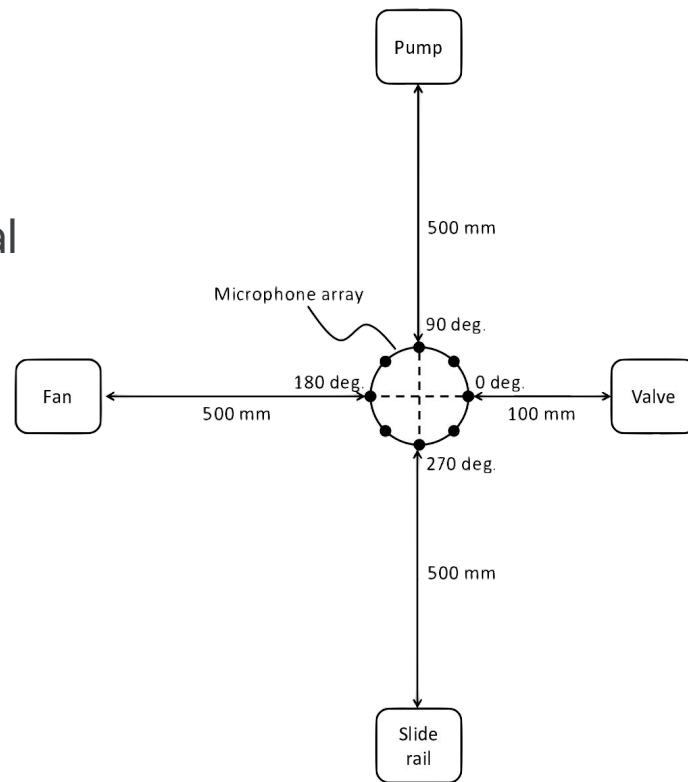 Pump
al
500 mm
Microphone array
90 deg.
Fan
180 deg.
0 deg.
Valve
500 mm
100 mm
270 deg.
500 mm
Slide
rail